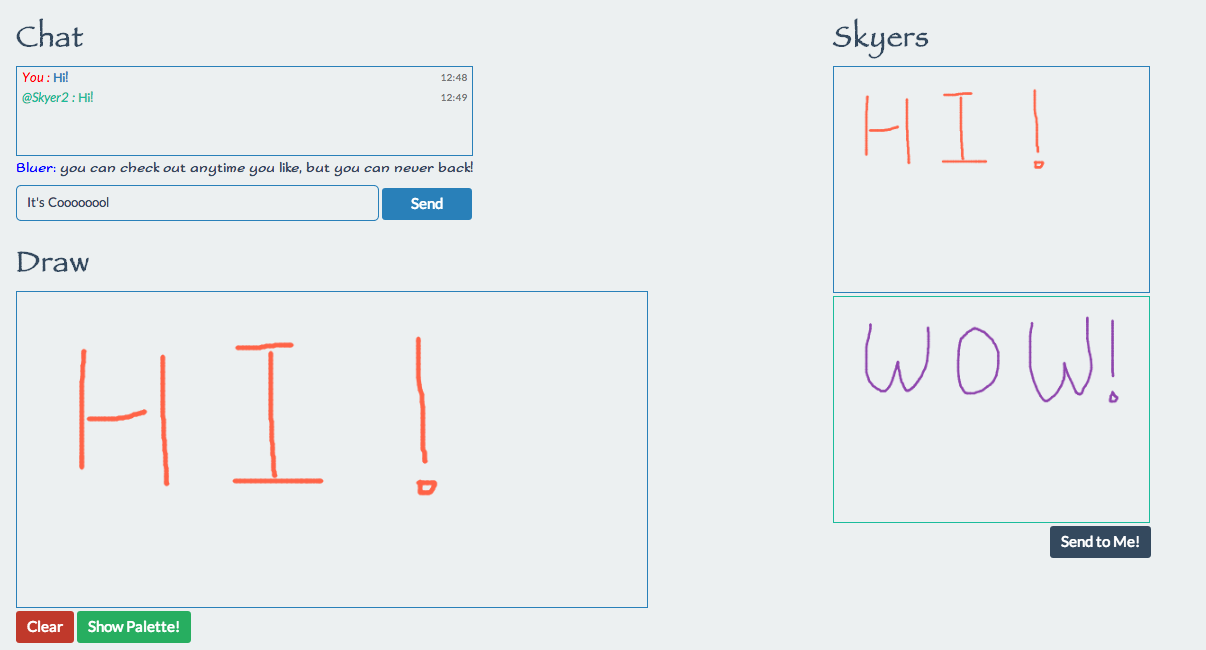 Chat
You : Hi! 12:48
@Skyer2 : Hi! 12:49
Bluer: you can check out anytime you like, but you can never back!
It's Coooooool
Send
Draw
HI!
Clear
Show Palette!
Skyers
HI!
WOW!
Send to Me!